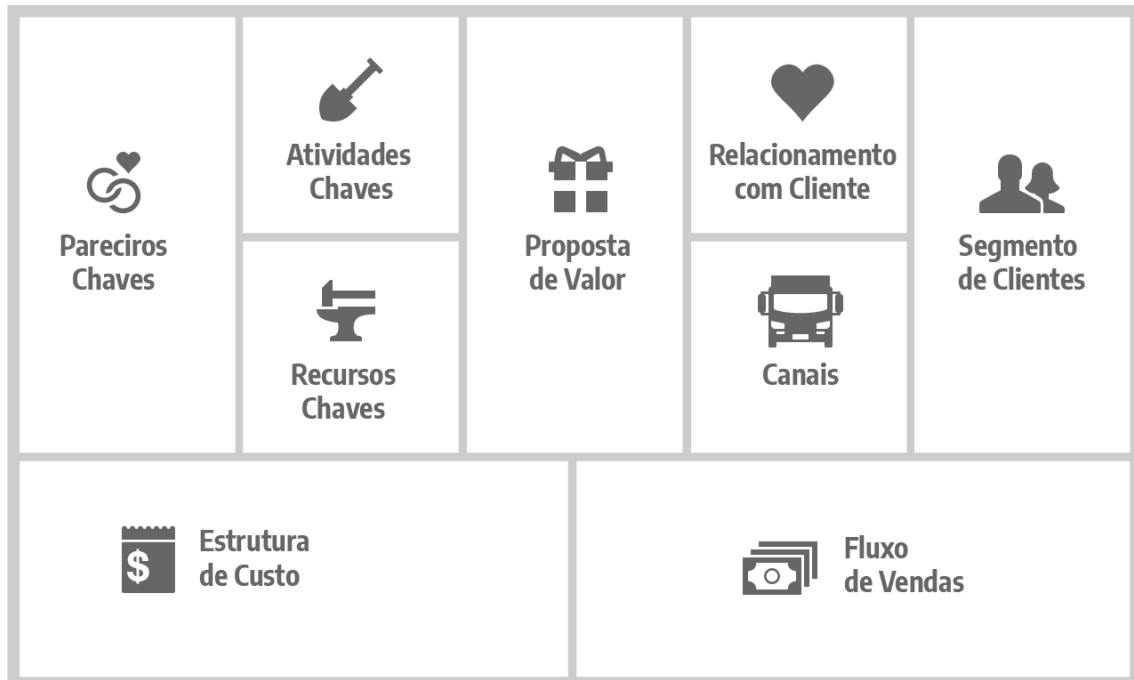 Pareciros
Chaves
Atividades
Chaves
Recursos
Chaves
Proposta
de Valor
Relacionamento
com Cliente
Canais
Segmento
de Clientes
$
Estrutura
de Custo
Fluxo
de Vendas